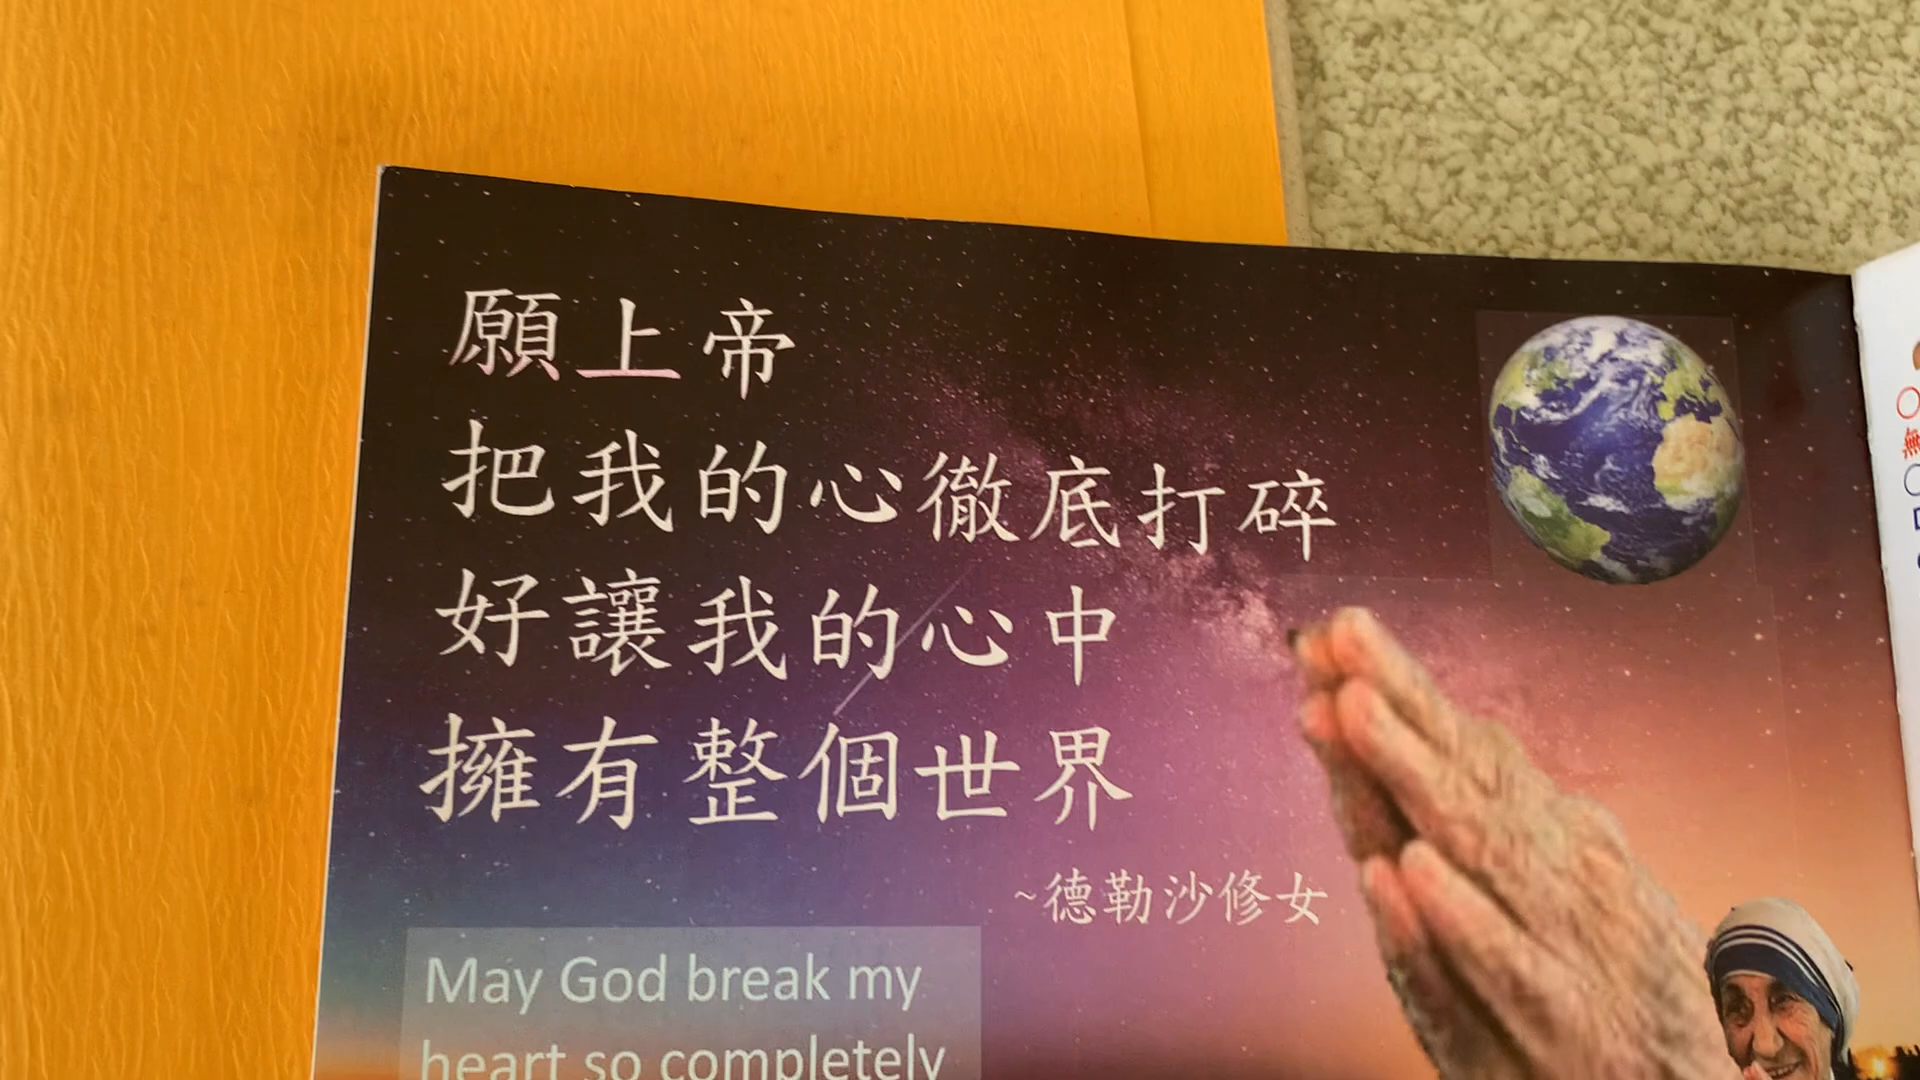 願上帝
把我的心徹底打碎
好讓我的心中
擁有整個世界
~德勒沙修女
May God break my
heart so completely
無